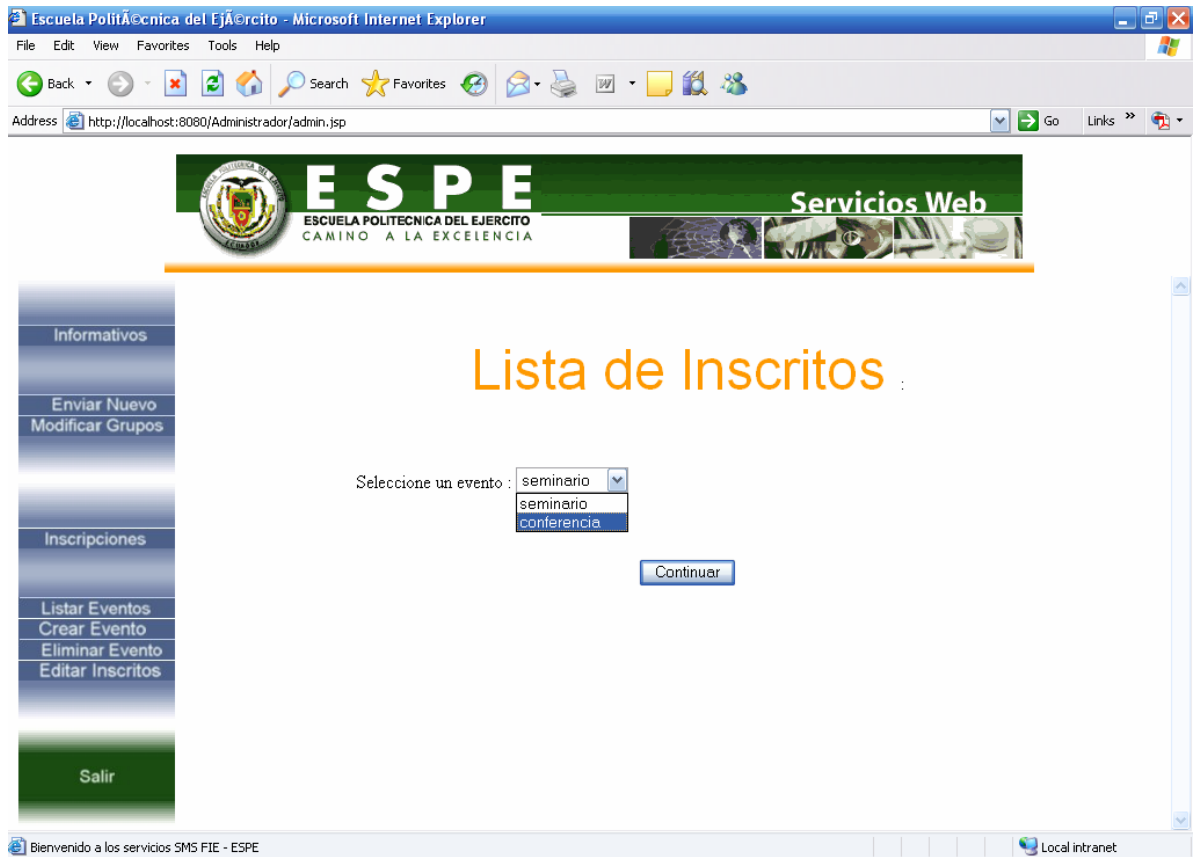 Escuela PolitÃ©cnica del EjÃ©rcito - Microsoft Internet Explorer
File Edit View Favorites Tools Help
Back Search Favorites
Address http://localhost:8080/Administrador/admin.jsp Go Links »
ESPE
ESCUELA POLITECNICA DEL EJERCITO
CAMINO A LA EXCELENCIA
Servicios Web
Informativos
Enviar Nuevo
Modificar Grupos
Inscripciones
Listar Eventos
Crear Evento
Eliminar Evento
Editar Inscritos
Salir
Lista de Inscritos :
Seleccione un evento : seminario
seminario
conferencia
Continuar
Bienvenido a los servicios SMS FIE - ESPE Local intranet